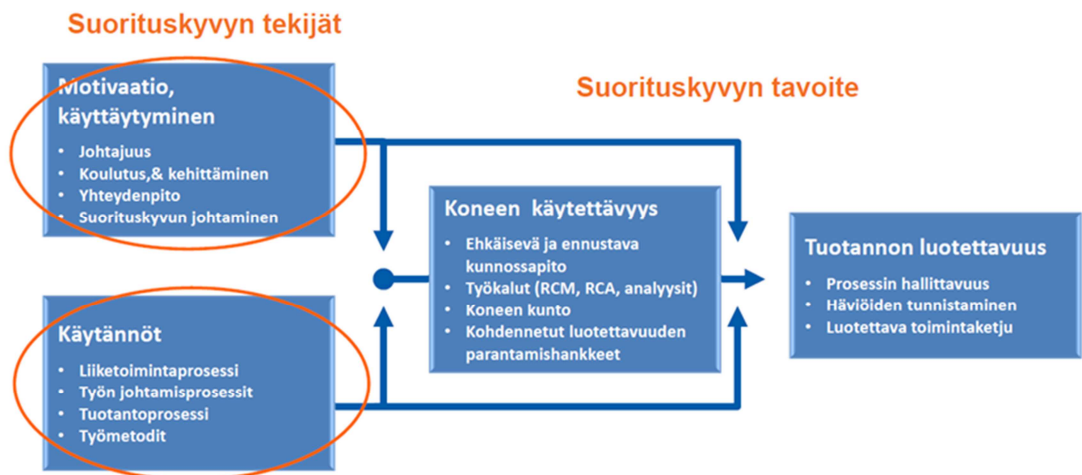 Suorituskyvyn tekijät
Motivaatio,
käyttäytyminen
• Johtajuus
• Koulutus,& kehittäminen
• Yhteydenpito
• Suorituskyvun johtaminen
Käytännöt
• Liiketoimintaprosessi
• Työn johtamisprosessit
• Tuotantoprosessi
• Työmetodit
Suorituskyvyn tavoite
Koneen käytettävyys
• Ehkäisevä ja ennustava
kunnossapito
• Työkalut (RCM, RCA, analyysit)
• Koneen kunto
• Kohdennetut luotettavuuden
parantamishankkeet
Tuotannon luotettavuus
• Prosessin hallittavuus
• Häviöiden tunnistaminen
• Luotettava toimintaketju